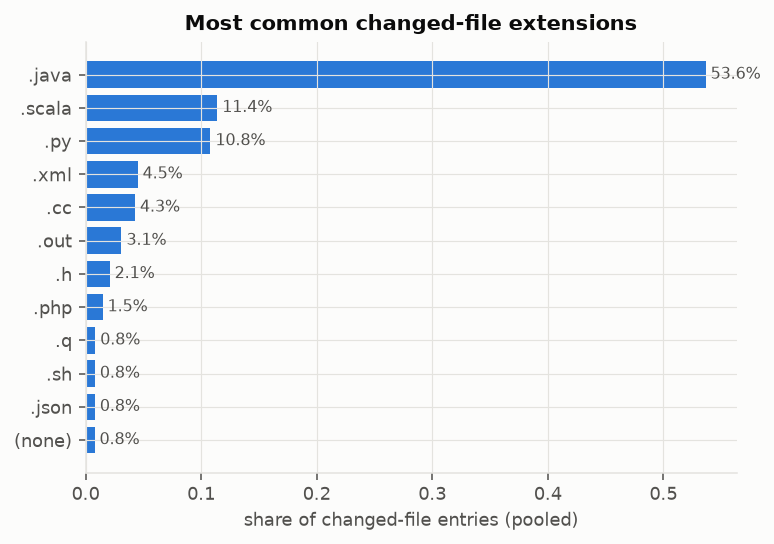 Most common changed-file extensions
.java 53.6%
.scala 11.4%
.py 10.8%
.xml 4.5%
.cc 4.3%
.out 3.1%
.h 2.1%
.php 1.5%
.q 0.8%
.sh 0.8%
.json 0.8%
(none) 0.8%
0.0 0.1 0.2 0.3 0.4 0.5
share of changed-file entries (pooled)